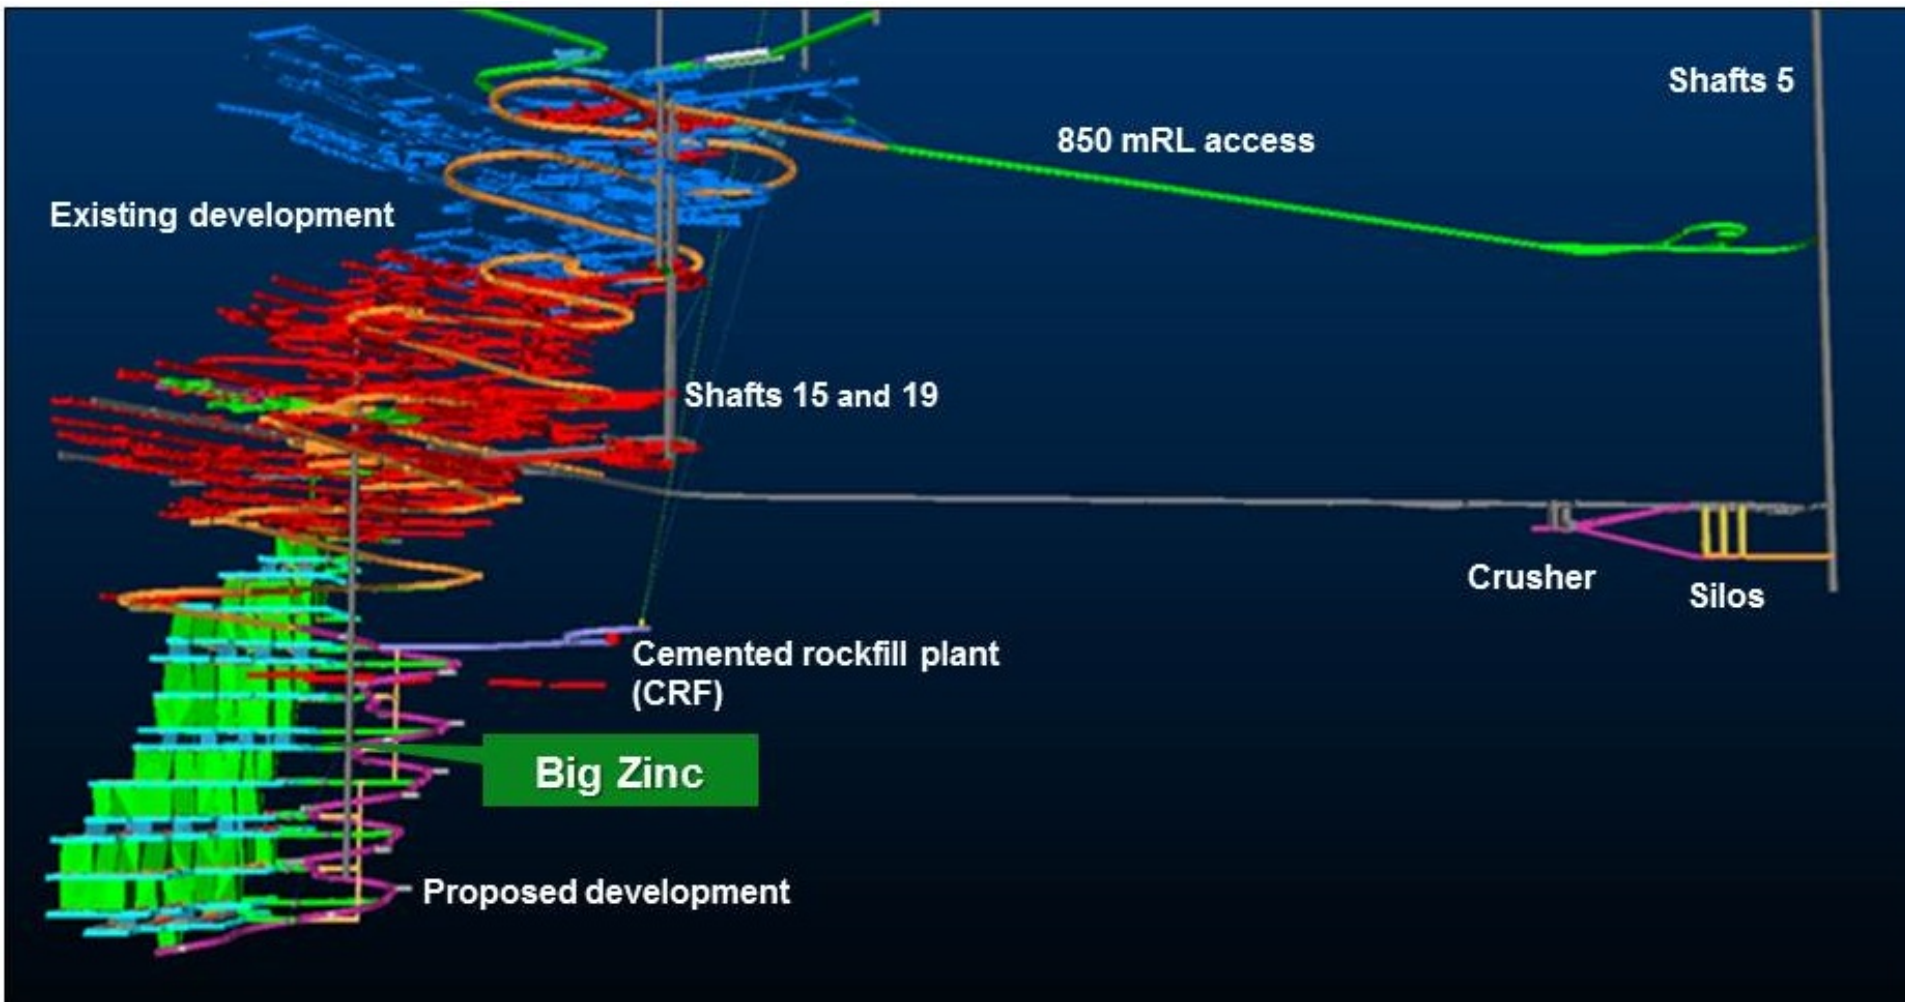 Shafts 5
850 mRL access
Existing development
Shafts 15 and 19
Crusher
Silos
Cemented rockfill plant
(CRF)
Big Zinc
Proposed development